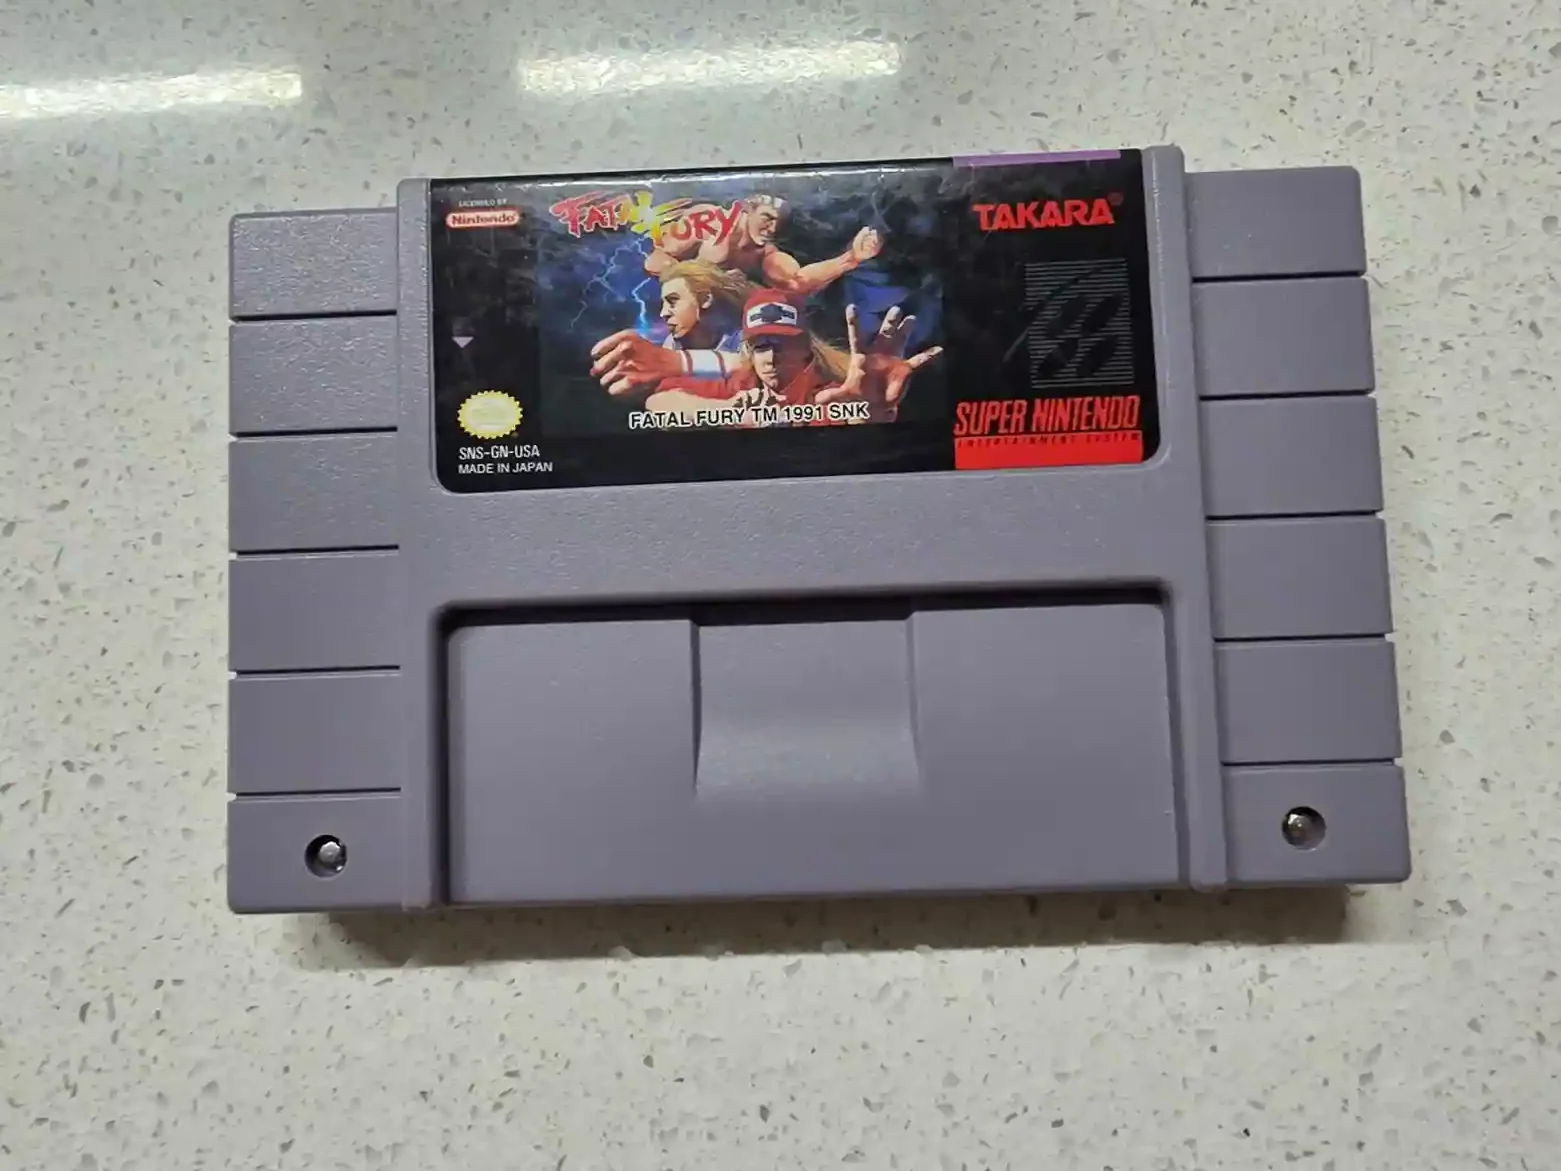 LICENSED BY
Nintendo®
FATAL FURY
TAKARA®
FATAL FURY TM 1991 SNK
SUPER NINTENDO
ENTERTAINMENT SYSTEM
SNS-GN-USA
MADE IN JAPAN